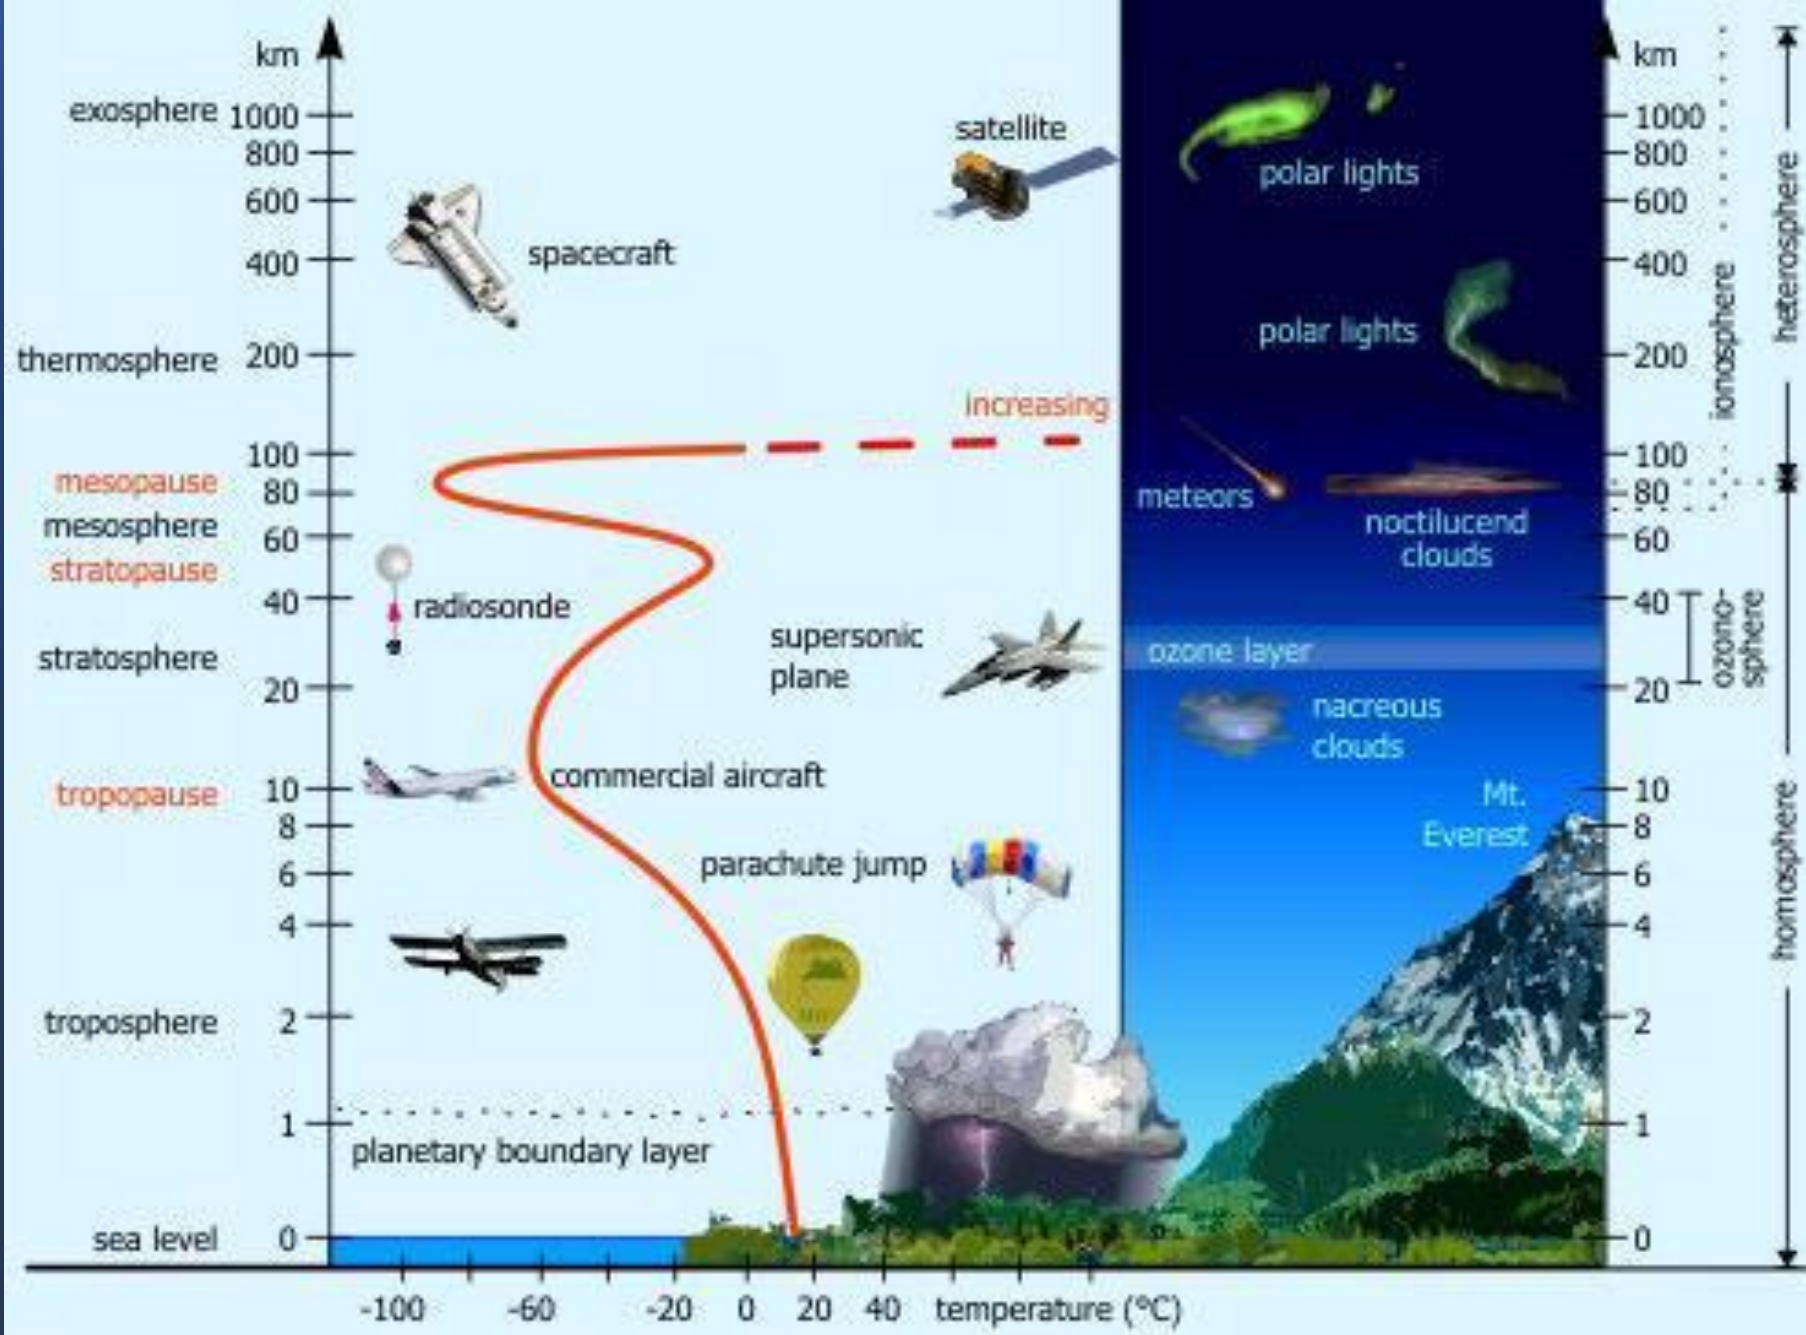 km
exosphere 1000
800
600
400
thermosphere 200
100
mesopause
80
mesosphere
60
stratopause
40
stratosphere
20
tropopause 10
8
6
4
troposphere 2
1
sea level 0
satellite
spacecraft
increasing
radiosonde
supersonic
plane
commercial aircraft
parachute jump
planetary boundary layer
-100 -60 -20 0 20 40 temperature (°C)
polar lights
polar lights
meteors
noctilucend
clouds
ozone layer
nacreous
clouds
Mt.
Everest
km
1000
800
600
400
200
100
80
60
40
20
10
8
6
4
2
1
0
ionosphere
ozono-
sphere
heterosphere
homosphere